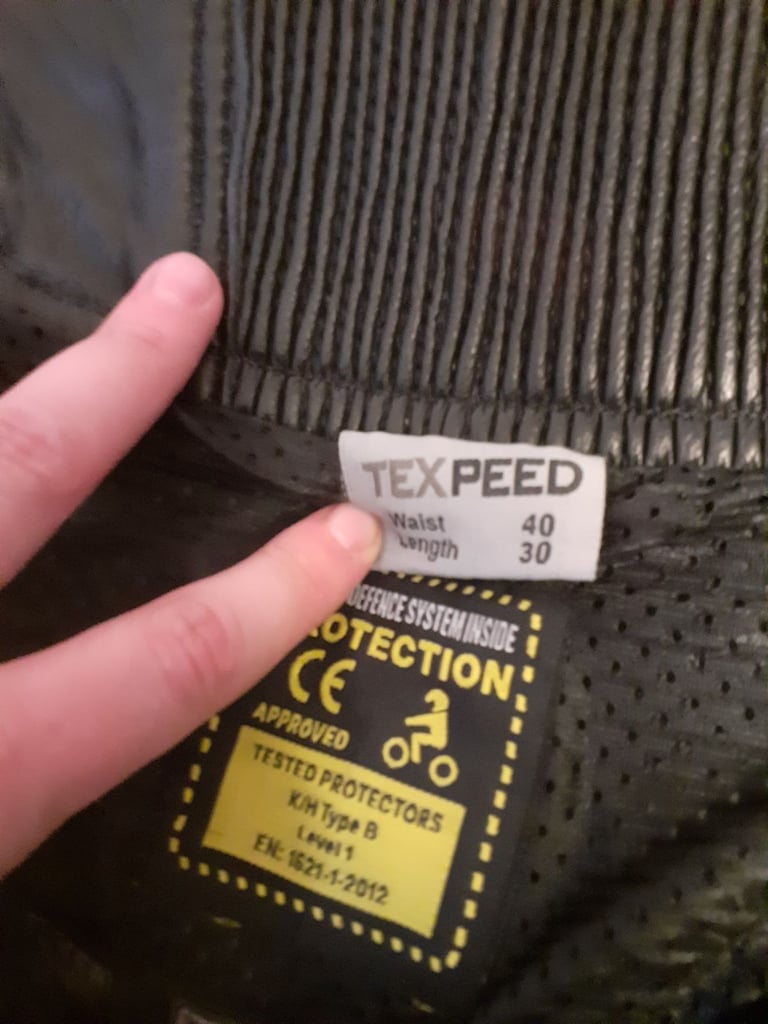 TEXPEED
Waist 40
Length 30
DEFENCE SYSTEM INSIDE
OTECTION
CE
APPROVED
TESTED PROTECTORS
K/H Type B
Level 1
EN: 1621-1-2012